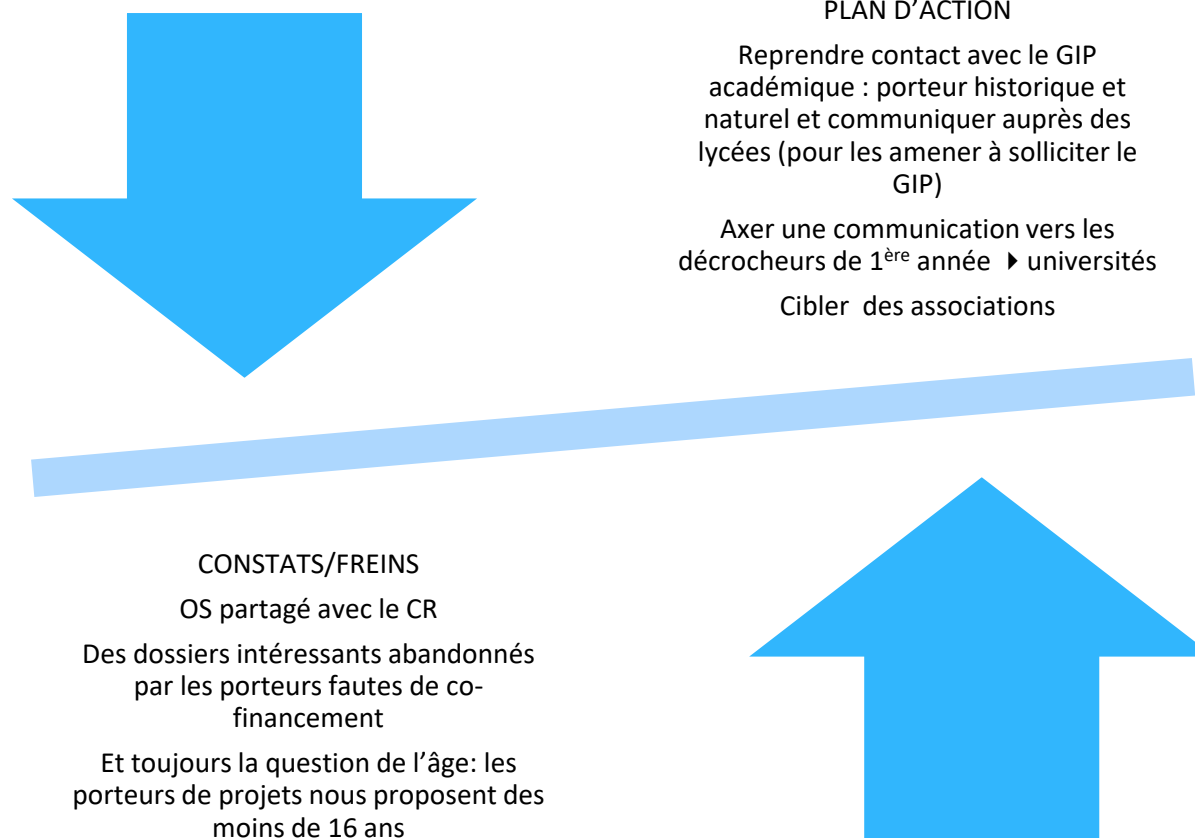 PLAN D’ACTION
Reprendre contact avec le GIP
académique : porteur historique et
naturel et communiquer auprès des
lycées (pour les amener à solliciter le
GIP)
Axer une communication vers les
décrocheurs de 1ère année ▶ universités
Cibler des associations
CONSTATS/FREINS
OS partagé avec le CR
Des dossiers intéressants abandonnés
par les porteurs fautes de co-
financement
Et toujours la question de l’âge: les
porteurs de projets nous proposent des
moins de 16 ans